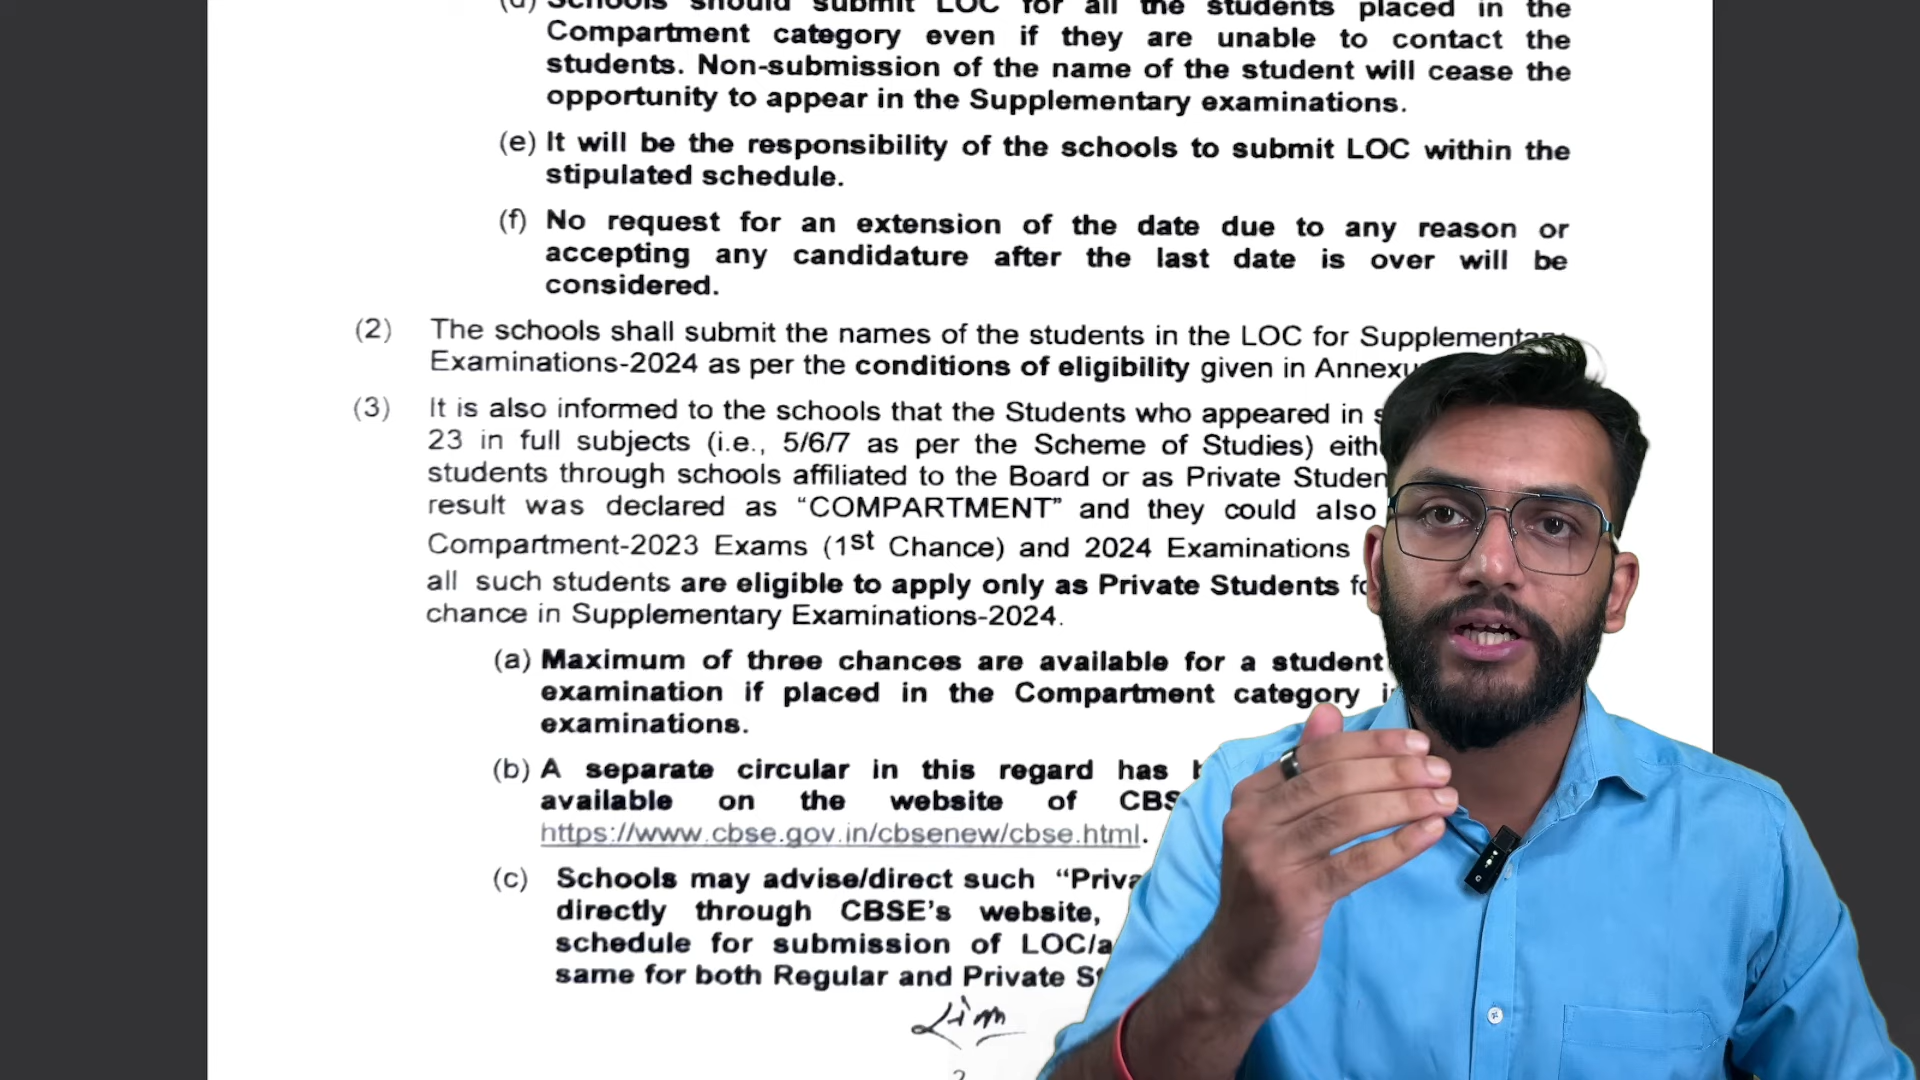 (d) Schools should submit LOC for all the students placed in the
Compartment category even if they are unable to contact the
students. Non-submission of the name of the student will cease the
opportunity to appear in the Supplementary examinations.
(e) It will be the responsibility of the schools to submit LOC within the
stipulated schedule.
(f) No request for an extension of the date due to any reason or
accepting any candidature after the last date is over will be
considered.
(2) The schools shall submit the names of the students in the LOC for Supplementary
Examinations-2024 as per the conditions of eligibility given in
(3) It is also informed to the schools that the Students who appeared in
23 in full subjects (i.e., 5/6/7 as per the Scheme of Studies)
students through schools affiliated to the Board or as Private
result was declared as “COMPARTMENT” and they could also
Compartment-2023 Exams (1st Chance) and 2024 Examinations
all such students are eligible to apply only as Private Students
chance in Supplementary Examinations-2024.
(a) Maximum of three chances are available for a student
examination if placed in the Compartment category
examinations.
(b) A separate circular in this regard has
available on the website of
https://www.cbse.gov.in/cbsenew/cbse.html.
(c) Schools may advise/direct such
directly through CBSE’s website,
schedule for submission of
same for both Regular and Private